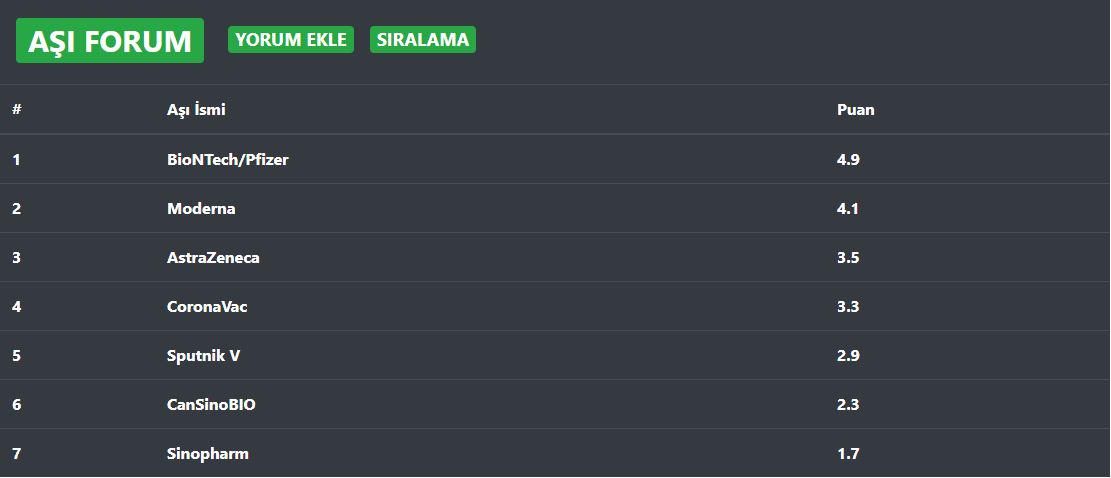 AŞI FORUM YORUM EKLE SIRALAMA
# Aşı İsmi Puan
1 BioNTech/Pfizer 4.9
2 Moderna 4.1
3 AstraZeneca 3.5
4 CoronaVac 3.3
5 Sputnik V 2.9
6 CanSinoBIO 2.3
7 Sinopharm 1.7